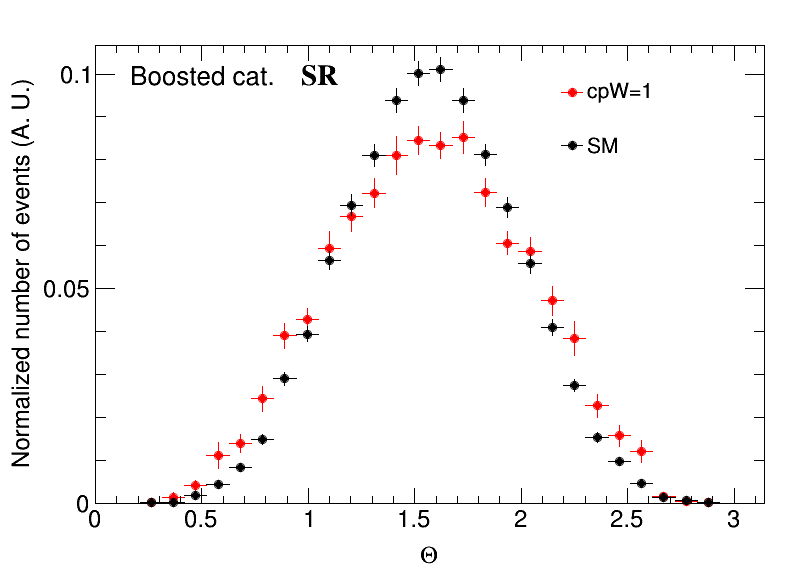 Normalized number of events (A. U.)
Boosted cat. SR
cpW=1
SM
0.1
0.05
0
0 0.5 1 1.5 2 2.5 3
Θ